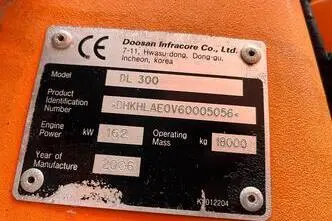 CE
Doosan Infracore Co., Ltd.
7-11, Hwasu-dong, Dong-gu,
Incheon, korea
Model DL 300
Product Identification Number >DHKHLAEOV60005056<
Engine Power kW 162 Operating Mass kg 18000
Year of Manufacture 2006
K1012204